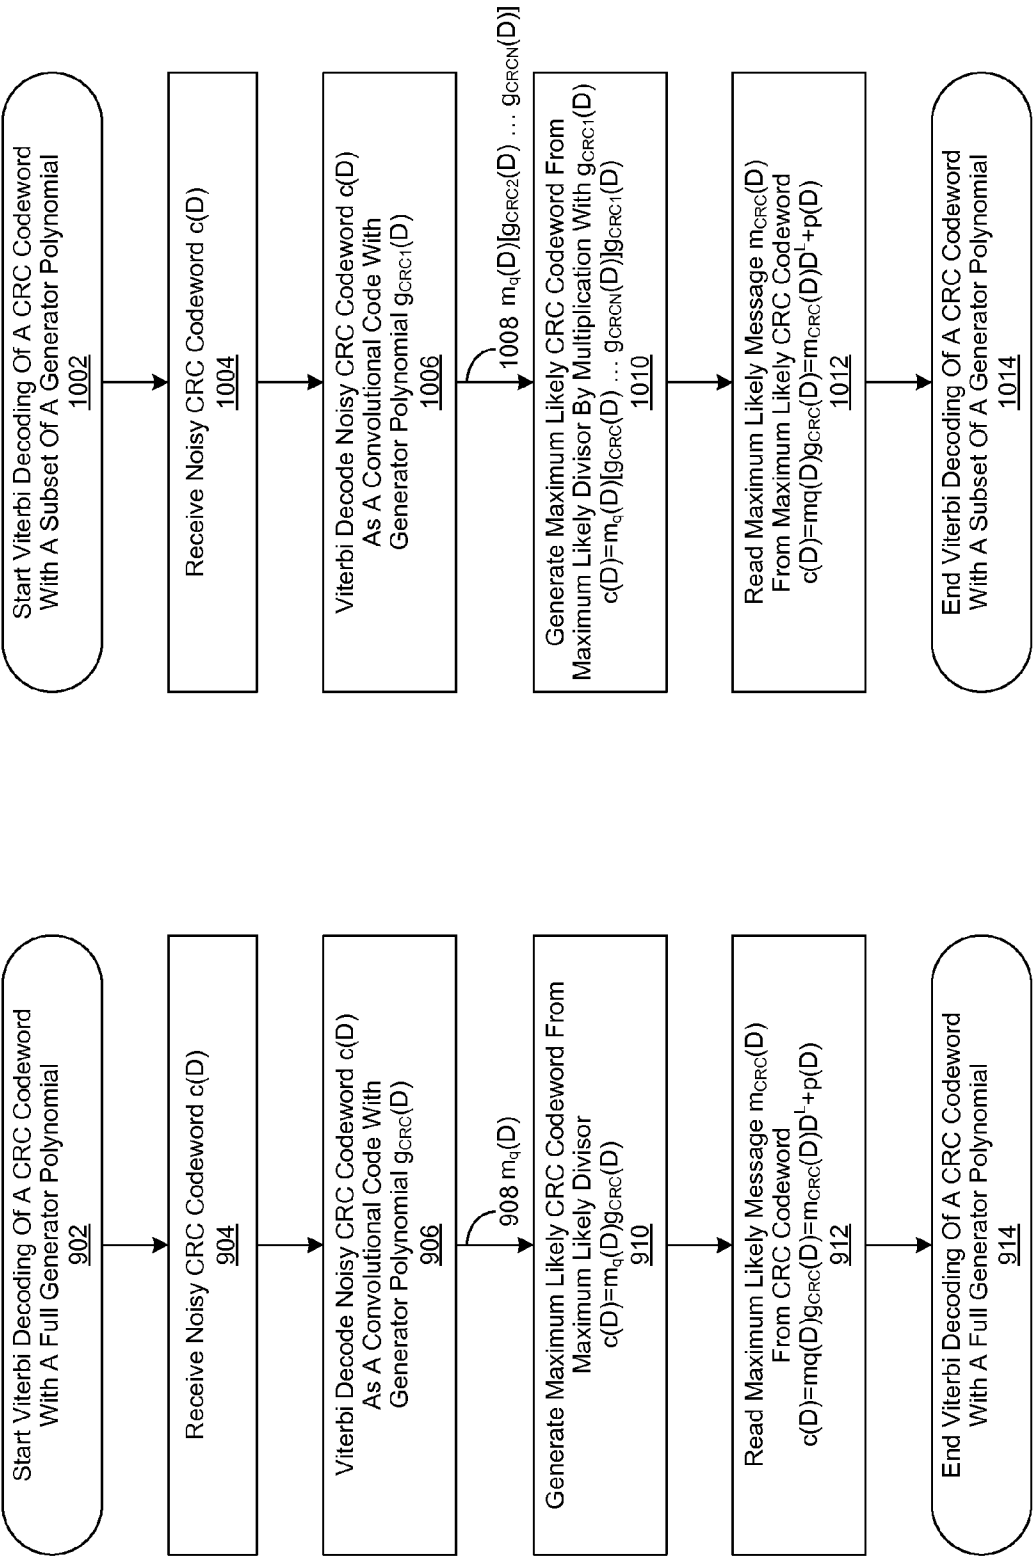 Start Viterbi Decoding Of A CRC Codeword
With A Full Generator Polynomial
902
Receive Noisy CRC Codeword c(D)
904
Viterbi Decode Noisy CRC Codeword c(D)
As A Convolutional Code With
Generator Polynomial gCRC(D)
906
908 mq(D)
Generate Maximum Likely CRC Codeword From
Maximum Likely Divisor
c(D)=mq(D)gCRC(D)
910
Read Maximum Likely Message mCRC(D)
From CRC Codeword
c(D)=mq(D)gCRC(D)=mCRC(D)D^L+p(D)
912
End Viterbi Decoding Of A CRC Codeword
With A Full Generator Polynomial
914
Start Viterbi Decoding Of A CRC Codeword
With A Subset Of A Generator Polynomial
1002
Receive Noisy CRC Codeword c(D)
1004
Viterbi Decode Noisy CRC Codeword c(D)
As A Convolutional Code With
Generator Polynomial gCRC1(D)
1006
1008 mq(D)[gCRC2(D) … gCRCN(D)]
Generate Maximum Likely CRC Codeword From
Maximum Likely Divisor By Multiplication With gCRC1(D)
c(D)=mq(D)[gCRC(D) … gCRCN(D)]gCRC1(D)
1010
Read Maximum Likely Message mCRC(D)
From Maximum Likely CRC Codeword
c(D)=mq(D)gCRC(D)=mCRC(D)D^L+p(D)
1012
End Viterbi Decoding Of A CRC Codeword
With A Subset Of A Generator Polynomial
1014